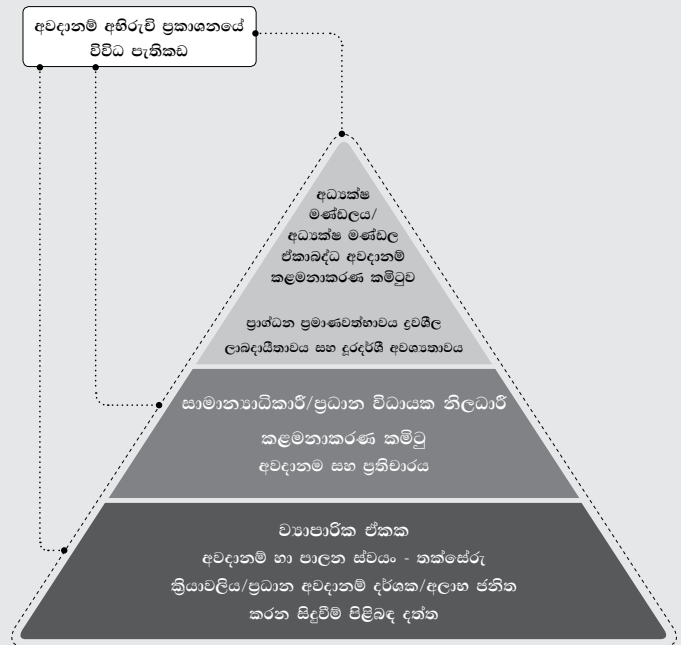 අවදානම් අභිරුචි ප්‍රකාශනයේ
විවිධ පැතිකඩ
අධ්‍යක්ෂ
මණ්ඩලය/
අධ්‍යක්ෂ මණ්ඩල
ඒකාබද්ධ අවදානම්
කළමනාකරණ කමිටුව
ප්‍රාග්ධන ප්‍රමාණවත්භාවය ද්‍රවශීල
ලාබදායීතාවය සහ දූරදර්ශී අවශ්‍යතාවය
සාමාන්‍යාධිකාරී/ප්‍රධාන විධායක නිලධාරී
කළමනාකරණ කමිටු
අවදානම සහ ප්‍රතිචාරය
ව්‍යාපාරික ඒකක
අවදානම් හා පාලන ස්වයං - තක්සේරු
ක්‍රියාවලිය/ප්‍රධාන අවදානම් දර්ශක/අලාභ ජනිත
කරන සිදුවීම් පිළිබඳ දත්ත